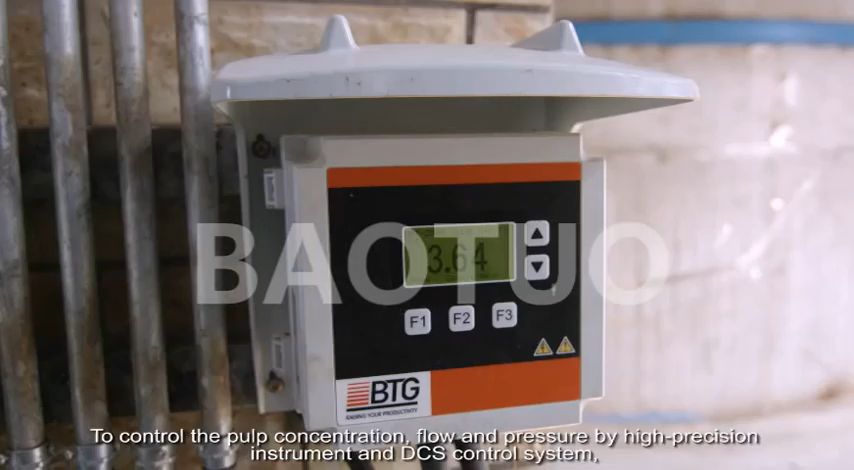 BAOTUO
3.64
F1 F2 F3
BTG
RAISING YOUR PRODUCTIVITY
To control the pulp concentration, flow and pressure by high-precision
instrument and DCS control system,